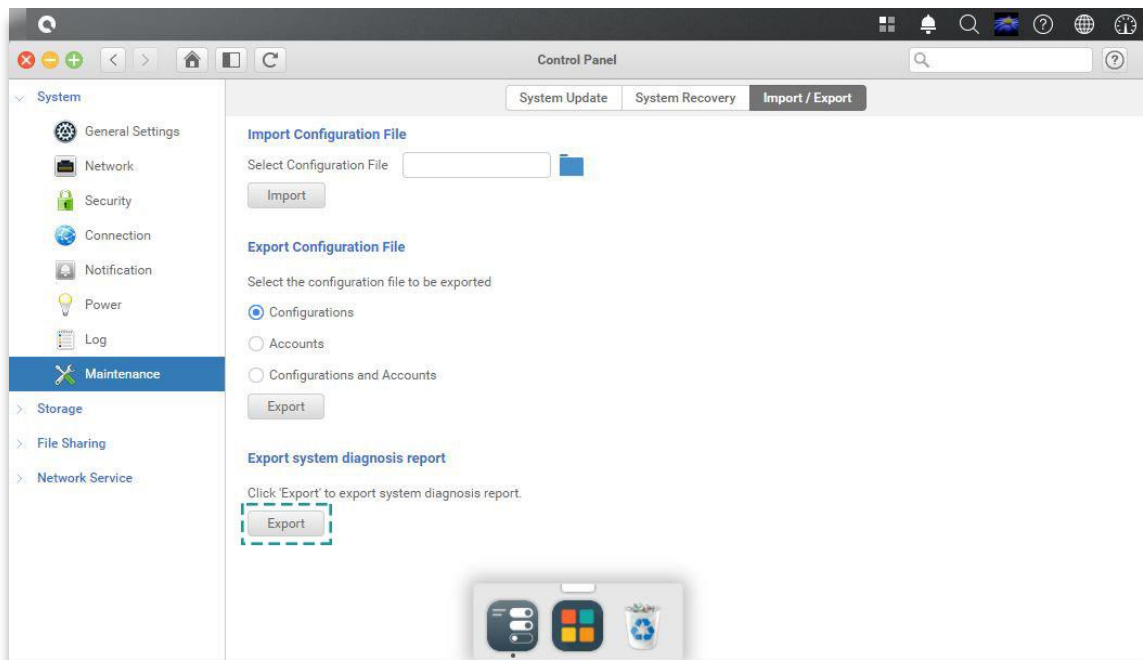 Control Panel
System
General Settings
Network
Security
Connection
Notification
Power
Log
Maintenance
Storage
File Sharing
Network Service
System Update System Recovery Import / Export
Import Configuration File
Select Configuration File
Import
Export Configuration File
Select the configuration file to be exported
Configurations
Accounts
Configurations and Accounts
Export
Export system diagnosis report
Click 'Export' to export system diagnosis report.
Export